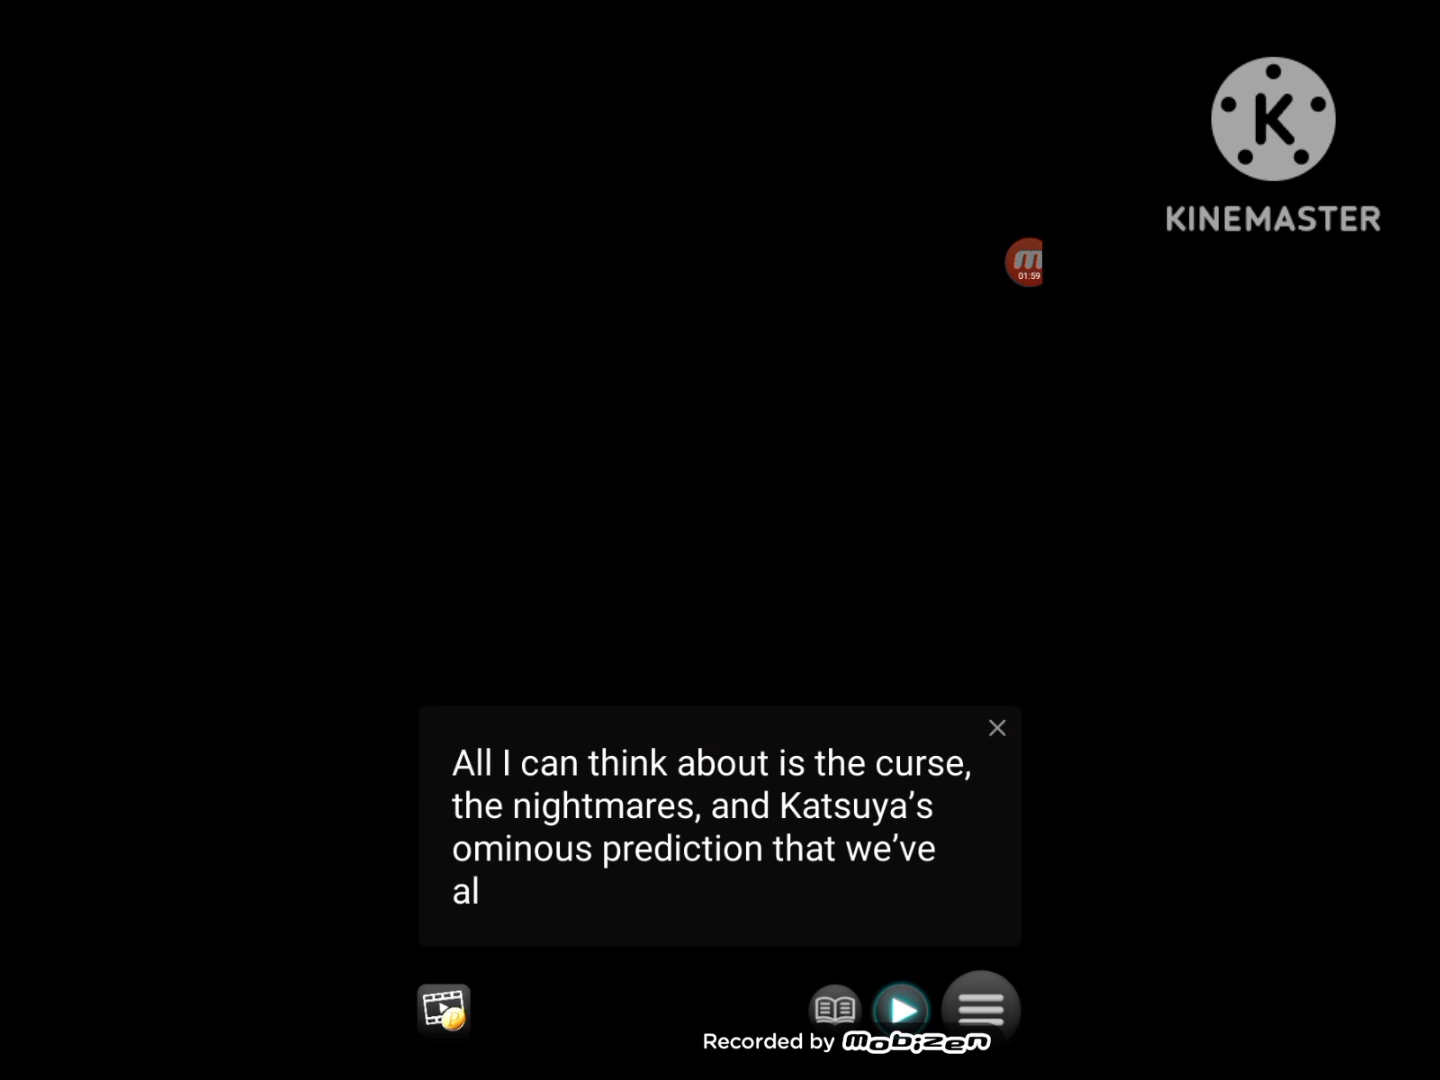 K
KINEMASTER
m
01:59
All I can think about is the curse,
the nightmares, and Katsuya’s
ominous prediction that we’ve
al
P
Recorded by mobizen